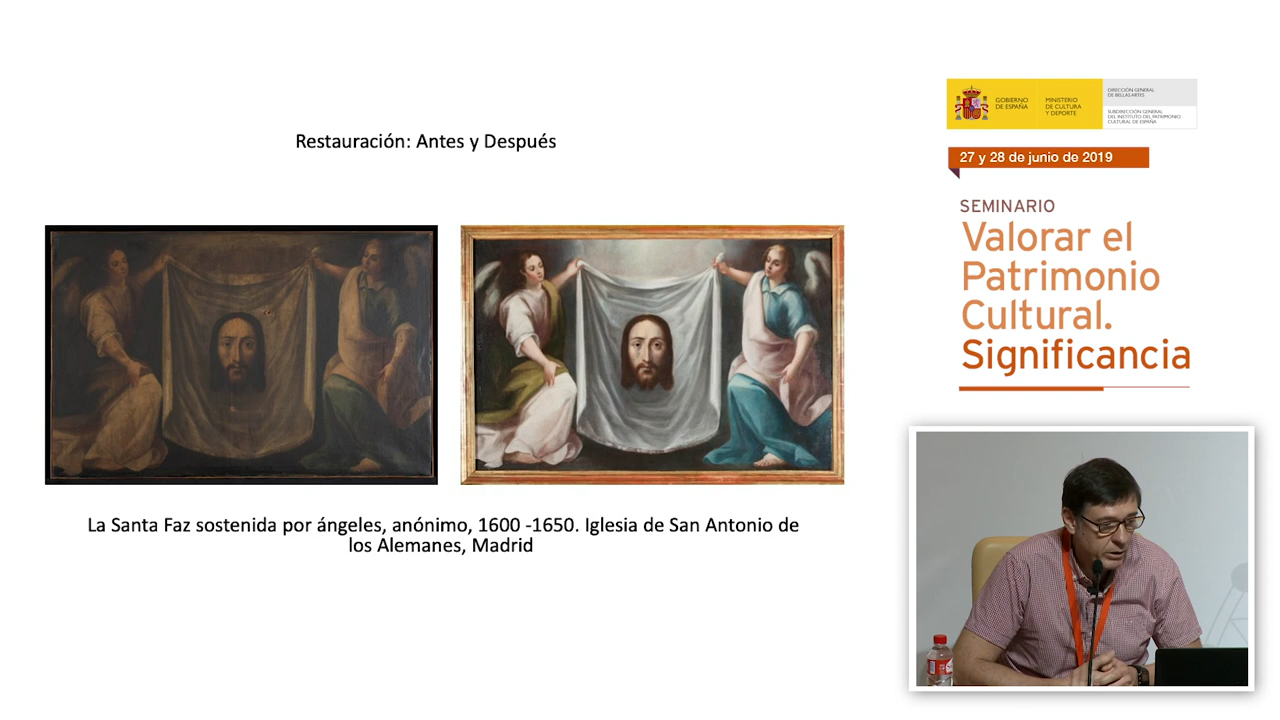 Restauración: Antes y Después
La Santa Faz sostenida por ángeles, anónimo, 1600 -1650. Iglesia de San Antonio de
los Alemanes, Madrid
GOBIERNO
DE ESPAÑA
MINISTERIO
DE CULTURA
Y DEPORTE
DIRECCIÓN GENERAL
DE BELLAS ARTES
SUBDIRECCIÓN GENERAL
DEL INSTITUTO DEL PATRIMONIO
CULTURAL DE ESPAÑA
27 y 28 de junio de 2019
SEMINARIO
Valorar el
Patrimonio
Cultural.
Significancia